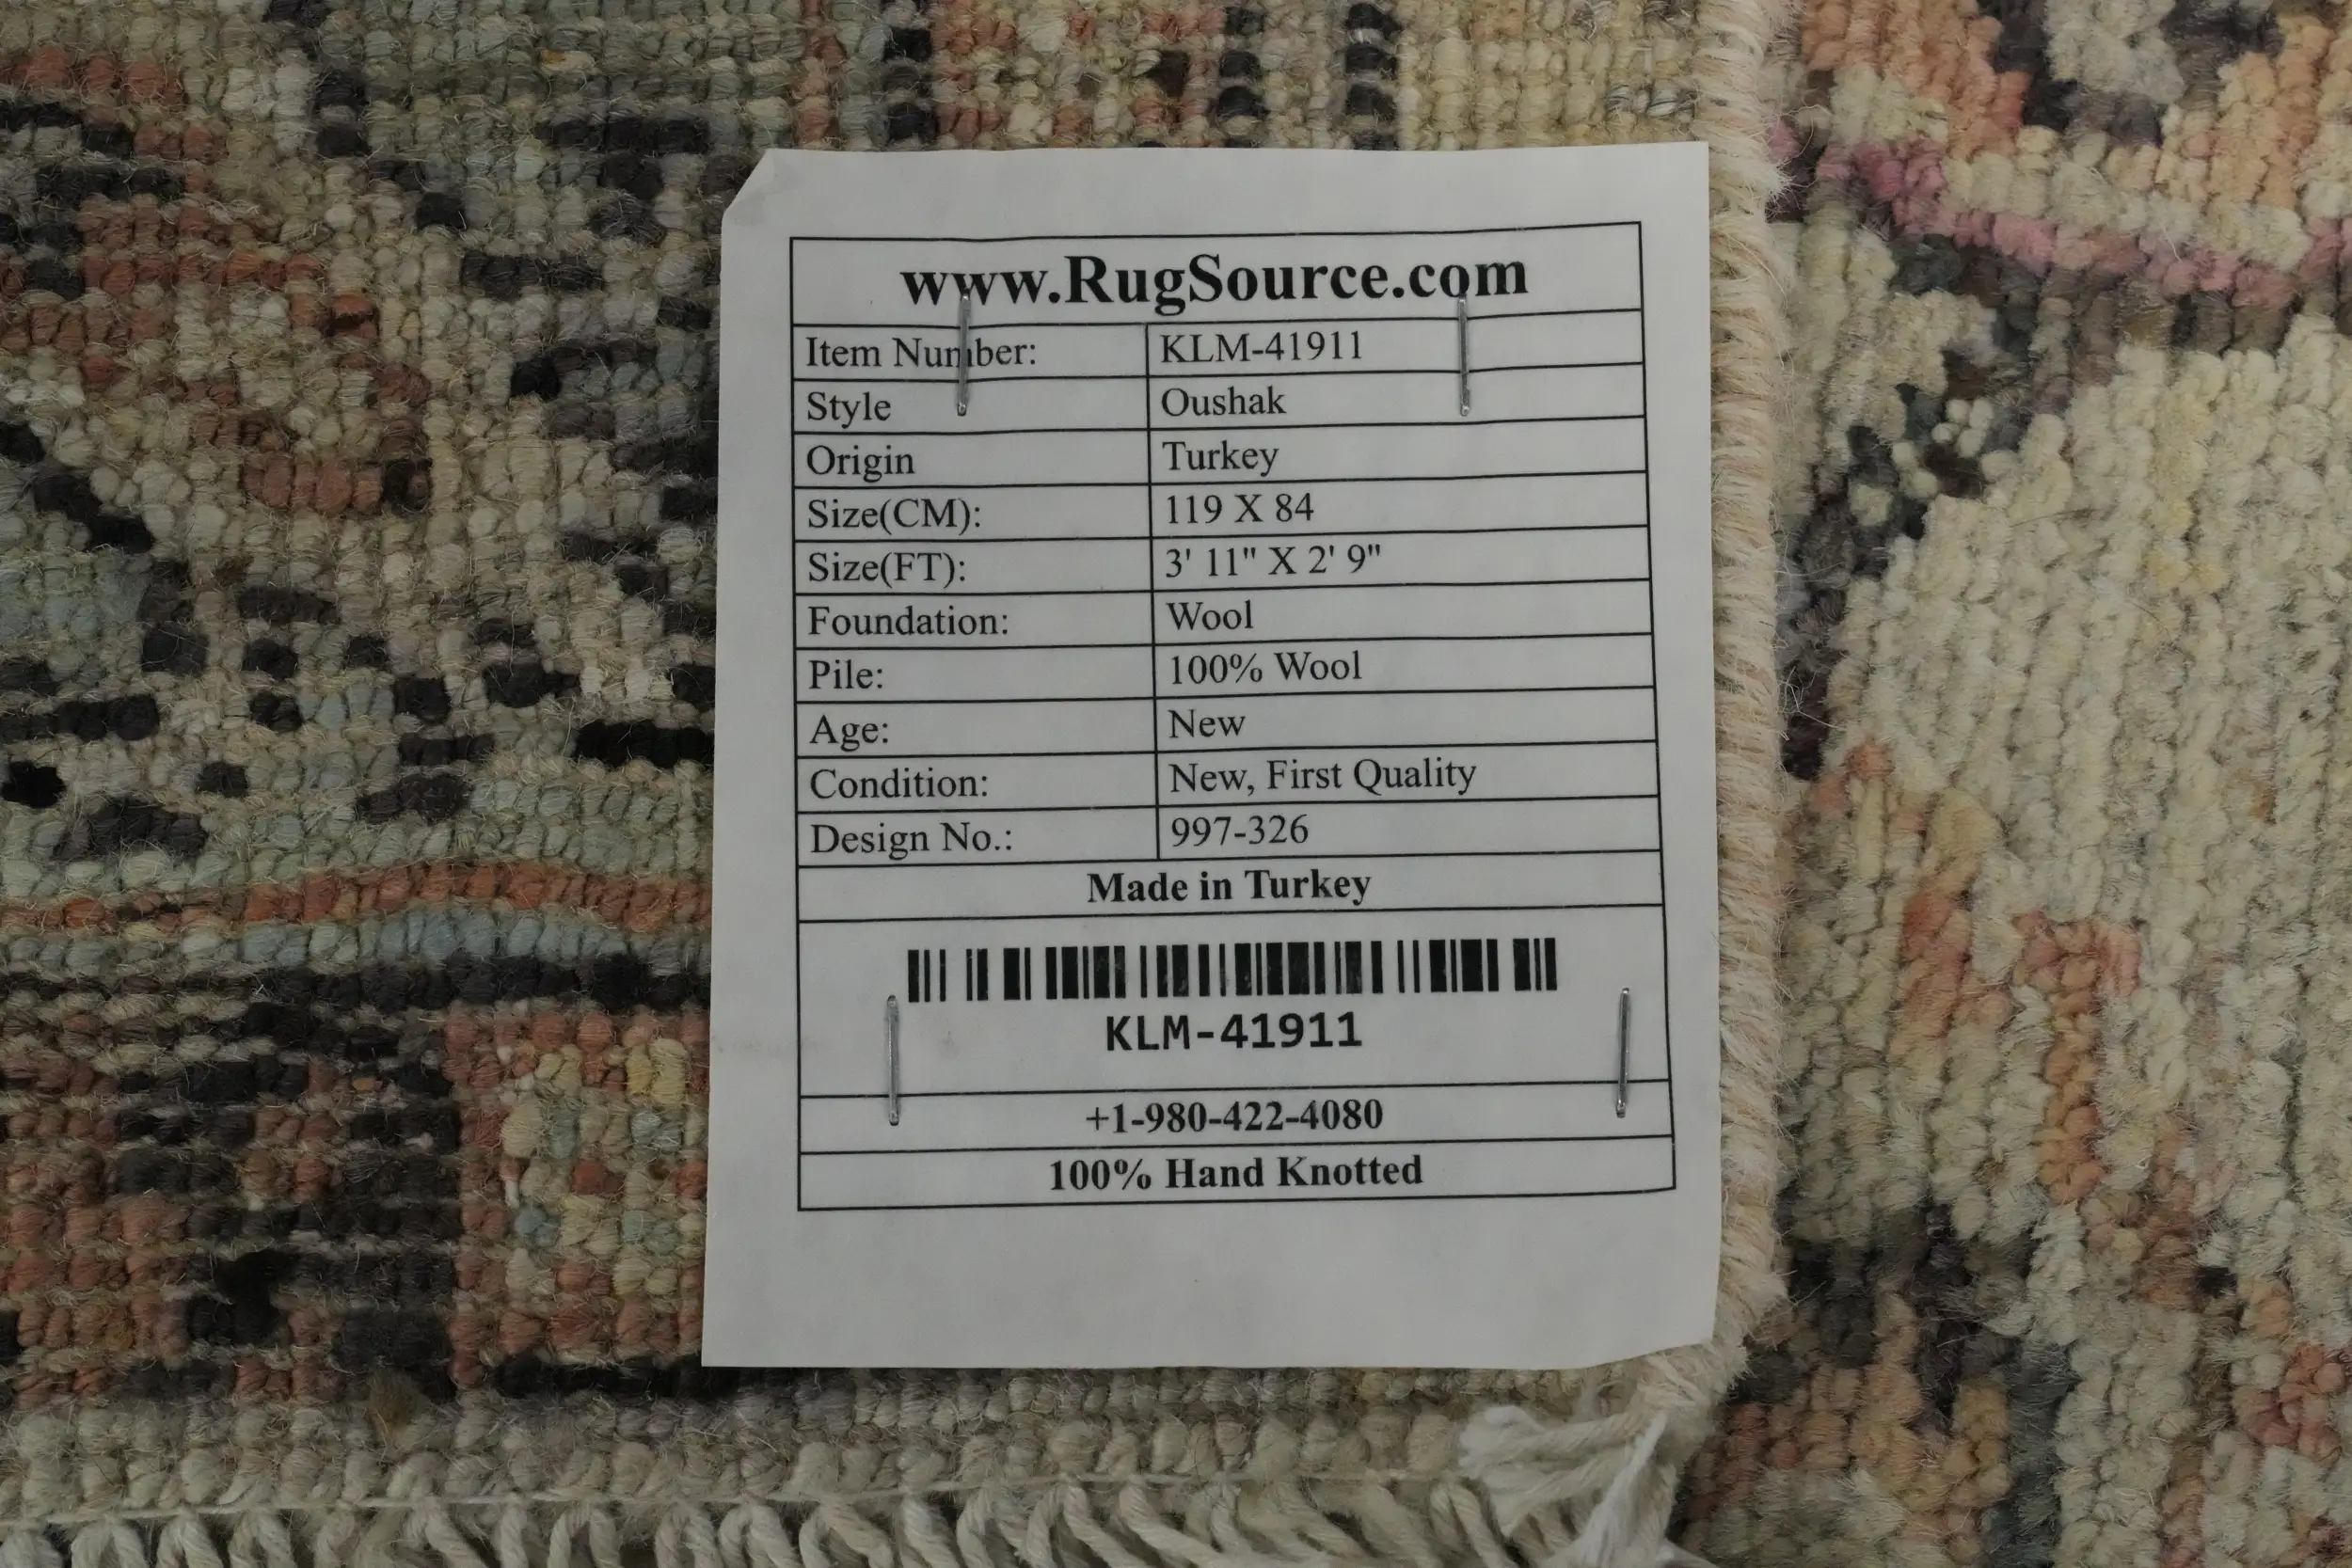 www.RugSource.com
Item Number: KLM-41911
Style Oushak
Origin Turkey
Size(CM): 119 X 84
Size(FT): 3' 11" X 2' 9"
Foundation: Wool
Pile: 100% Wool
Age: New
Condition: New, First Quality
Design No.: 997-326
Made in Turkey
KLM-41911
+1-980-422-4080
100% Hand Knotted